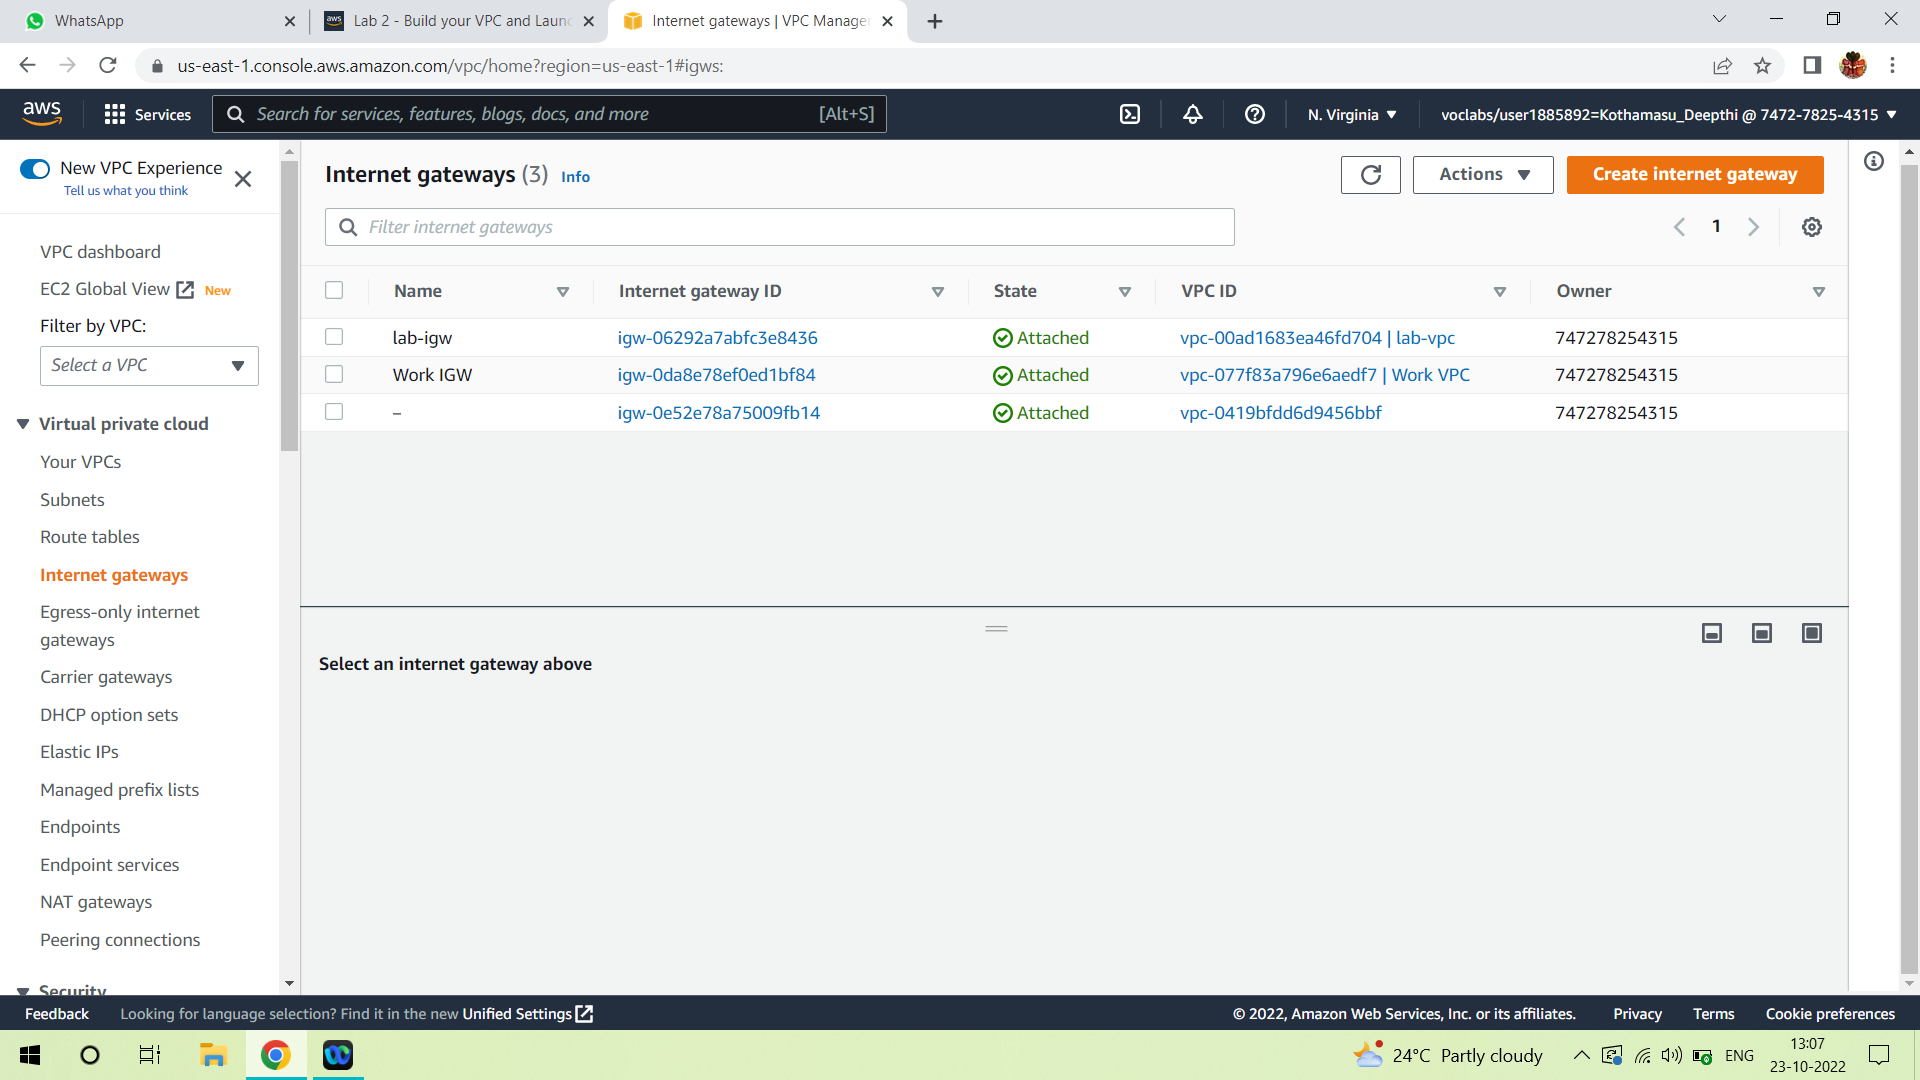 WhatsApp
Lab 2 - Build your VPC and Laun
Internet gateways | VPC Manage
us-east-1.console.aws.amazon.com/vpc/home?region=us-east-1#igws:
aws
Services
Search for services, features, blogs, docs, and more
[Alt+S]
N. Virginia
voclabs/user1885892=Kothamasu_Deepthi @ 7472-7825-4315
New VPC Experience
Tell us what you think
VPC dashboard
EC2 Global View New
Filter by VPC:
Select a VPC
Virtual private cloud
Your VPCs
Subnets
Route tables
Internet gateways
Egress-only internet
gateways
Carrier gateways
DHCP option sets
Elastic IPs
Managed prefix lists
Endpoints
Endpoint services
NAT gateways
Peering connections
Security
Internet gateways (3) Info
Actions
Create internet gateway
Filter internet gateways
1
Name Internet gateway ID State VPC ID Owner
lab-igw igw-06292a7abfc3e8436 Attached vpc-00ad1683ea46fd704 | lab-vpc 747278254315
Work IGW igw-0da8e78ef0ed1bf84 Attached vpc-077f83a796e6aedf7 | Work VPC 747278254315
– igw-0e52e78a75009fb14 Attached vpc-0419bfdd6d9456bbf 747278254315
Select an internet gateway above
Feedback Looking for language selection? Find it in the new Unified Settings
© 2022, Amazon Web Services, Inc. or its affiliates. Privacy Terms Cookie preferences
24°C Partly cloudy
ENG
13:07
23-10-2022